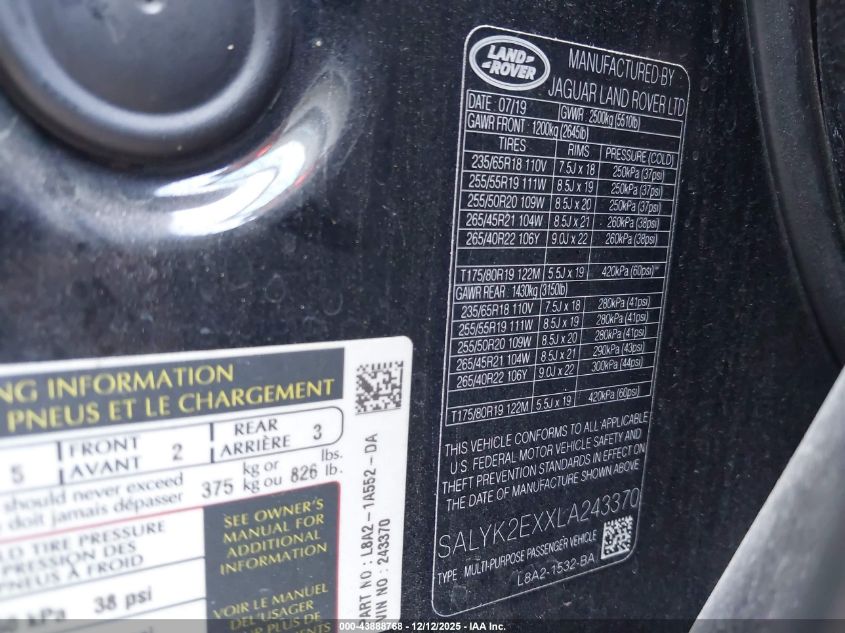 LAND
ROVER
MANUFACTURED BY
JAGUAR LAND ROVER LTD
DATE: 07/19 GVWR : 2500kg (5510lb)
GAWR FRONT : 1200kg (2645lb)
TIRES RIMS PRESSURE (COLD)
235/65R18 110V 7.5J x 18 250kPa (37psi)
255/55R19 111W 8.5J x 19 250kPa (37psi)
255/50R20 109W 8.5J x 20 250kPa (37psi)
265/45R21 104W 8.5J x 21 260kPa (38psi)
265/40R22 106Y 9.0J x 22 260kPa (38psi)
T175/80R19 122M 5.5J x 19 420kPa (60psi)
GAWR REAR : 1430kg (3150lb)
235/65R18 110V 7.5J x 18 280kPa (41psi)
255/55R19 111W 8.5J x 19 280kPa (41psi)
255/50R20 109W 8.5J x 20 280kPa (41psi)
265/45R21 104W 8.5J x 21 290kPa (43psi)
265/40R22 106Y 9.0J x 22 300kPa (44psi)
T175/80R19 122M 5.5J x 19 420kPa (60psi)
THIS VEHICLE CONFORMS TO ALL APPLICABLE
U.S. FEDERAL MOTOR VEHICLE SAFETY AND
THEFT PREVENTION STANDARDS IN EFFECT ON
THE DATE OF MANUFACTURE SHOWN ABOVE
SALYK2EXXLA243370
TYPE: MULTI-PURPOSE PASSENGER VEHICLE
L8A2-1532-BA
NG INFORMATION
PNEUS ET LE CHARGEMENT
5 FRONT AVANT 2 REAR ARRIÈRE 3
should never exceed
doit jamais dépasser 375 kg or kg ou 826 lbs. lb.
TIRE PRESSURE
PRESSION DES
PNEUS À FROID
kPa 38 psi
SEE OWNER'S
MANUAL FOR
ADDITIONAL
INFORMATION
VOIR LE MANUEL
DE L'USAGER
POUR PLUS DE
PART NO : L8A2-1A552-DA
VIN NO : 243370
000-43888768 - 12/12/2025 - IAA Inc.